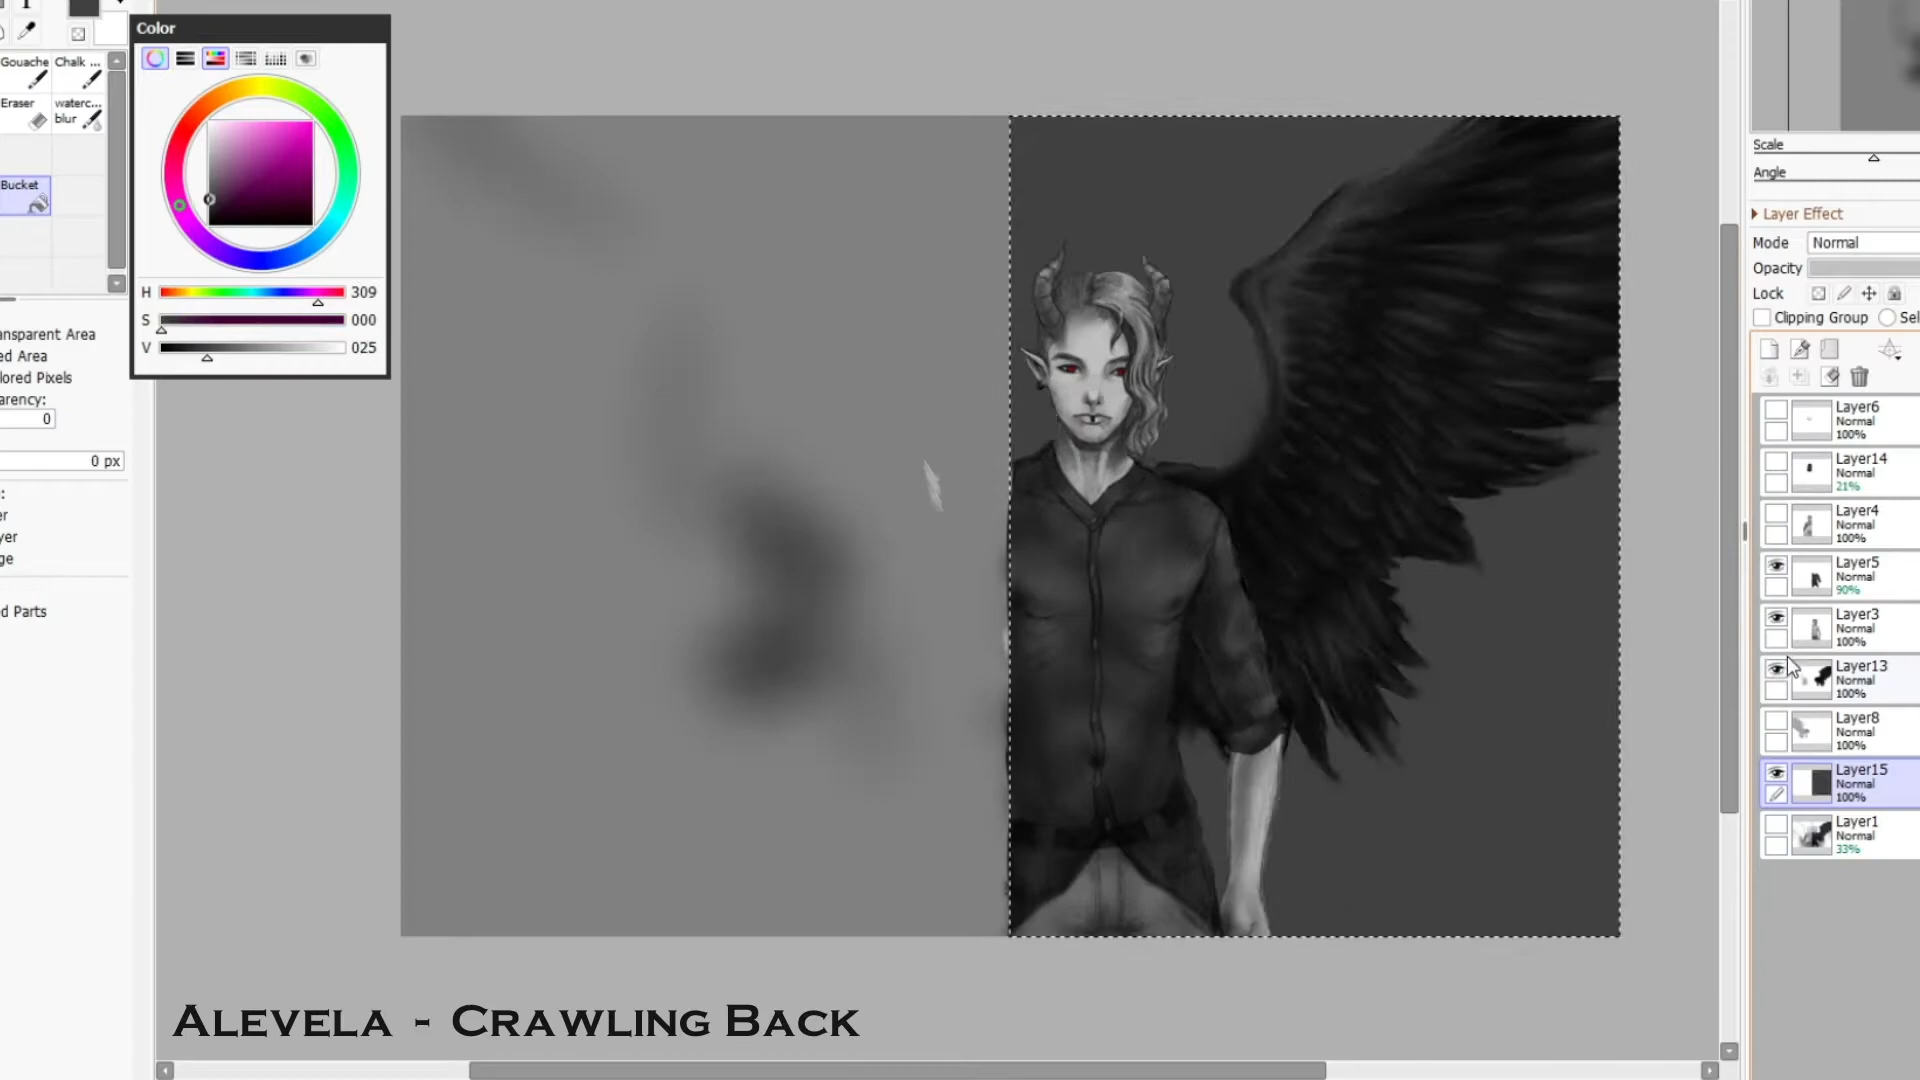 Color
Gouache Chalk ...
Eraser waterc...
blur
Bucket
H 309
S 000
V 025
ansparent Area
ed Area
lored Pixels
arency:
0
0 px
:
er
yer
ge
d Parts
Scale
Angle
Layer Effect
Mode Normal
Opacity
Lock
Clipping Group Sel
Layer6
Normal
100%
Layer14
Normal
21%
Layer4
Normal
100%
Layer5
Normal
90%
Layer3
Normal
100%
Layer13
Normal
100%
Layer8
Normal
100%
Layer15
Normal
100%
Layer1
Normal
33%
Alevela - Crawling Back